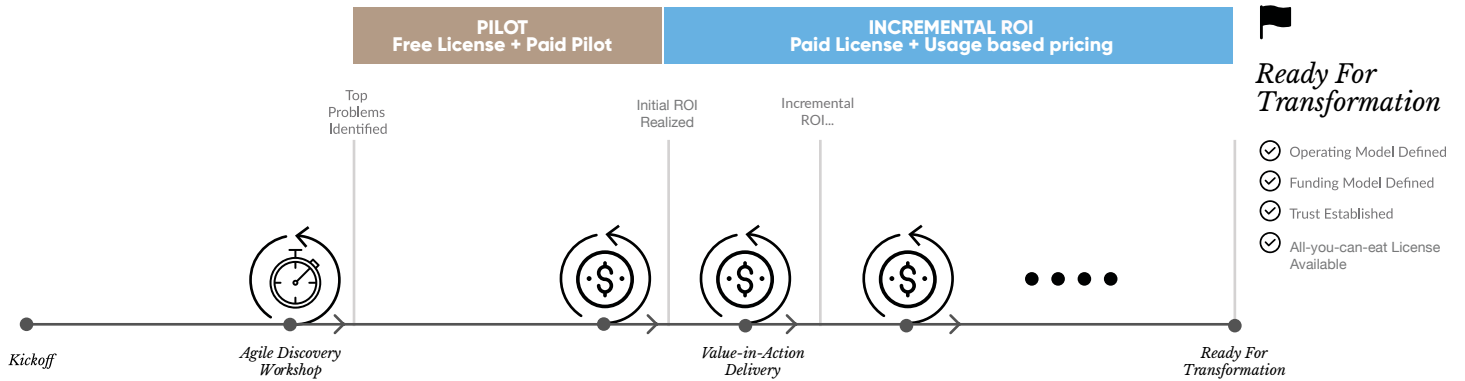 PILOT
Free License + Paid Pilot
INCREMENTAL ROI
Paid License + Usage based pricing
Ready For
Transformation
Top
Problems
Identified
Initial ROI
Realized
Incremental
ROI...
Operating Model Defined
Funding Model Defined
Trust Established
All-you-can-eat License
Available
$
$
$
Kickoff
Agile Discovery
Workshop
Value-in-Action
Delivery
Ready For
Transformation